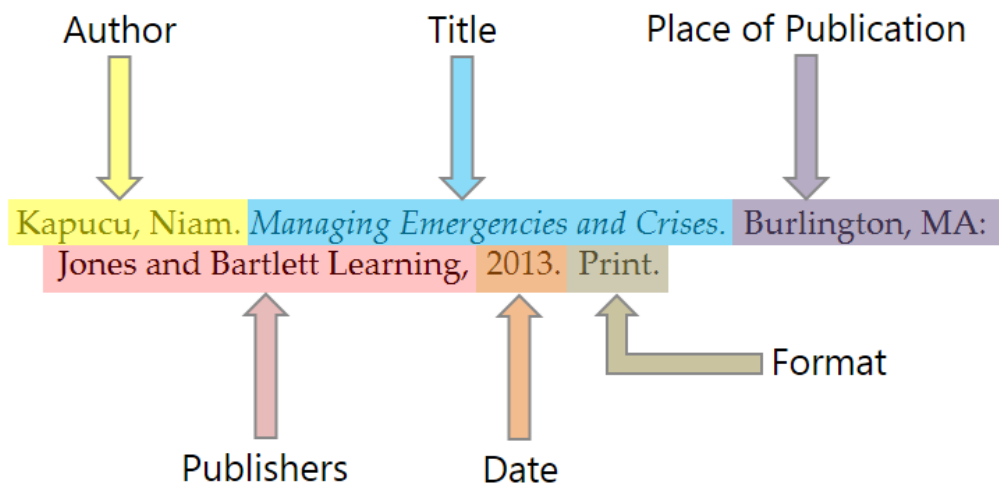 Author
Title
Place of Publication
Kapucu, Niam. Managing Emergencies and Crises. Burlington, MA:
Jones and Bartlett Learning, 2013. Print.
Format
Publishers
Date